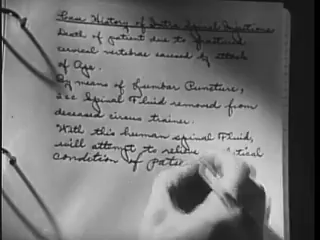 Case History of Intra Spinal Injections
Death of patient due to fractured
cervical vertebrae caused by attack
of Ape.
By means of Lumbar Puncture,
Spinal Fluid removed from
deceased circus trainer.
With this human spinal Fluid,
will attempt to relieve
Condition of